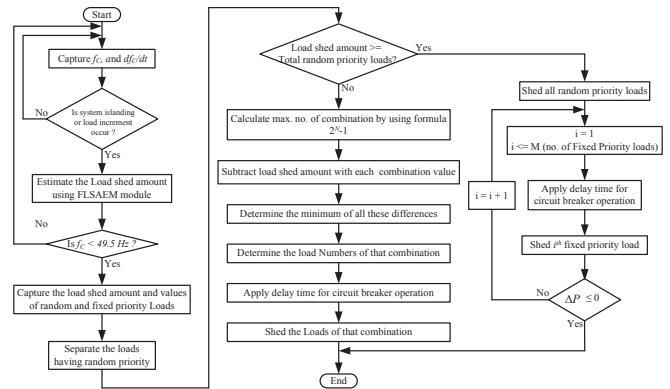 Start
Capture fC, and dfC/dt
Is system islanding
or load increment
occur ?
No
Yes
Estimate the Load shed amount
using FLSAEM module
No
Is fC < 49.5 Hz ?
Yes
Capture the load shed amount and values
of random and fixed priority Loads
Separate the loads
having random priority
Load shed amount >=
Total random priority loads?
Yes
No
Calculate max. no. of combination by using formula
2^N-1
Subtract load shed amount with each combination value
Determine the minimum of all these differences
Determine the load Numbers of that combination
Apply delay time for circuit breaker operation
Shed the Loads of that combination
End
Shed all random priority loads
i = 1
i <= M (no. of Fixed Priority loads)
i = i + 1
Apply delay time for
circuit breaker operation
Shed i^th fixed priority load
No
ΔP ≤ 0
Yes